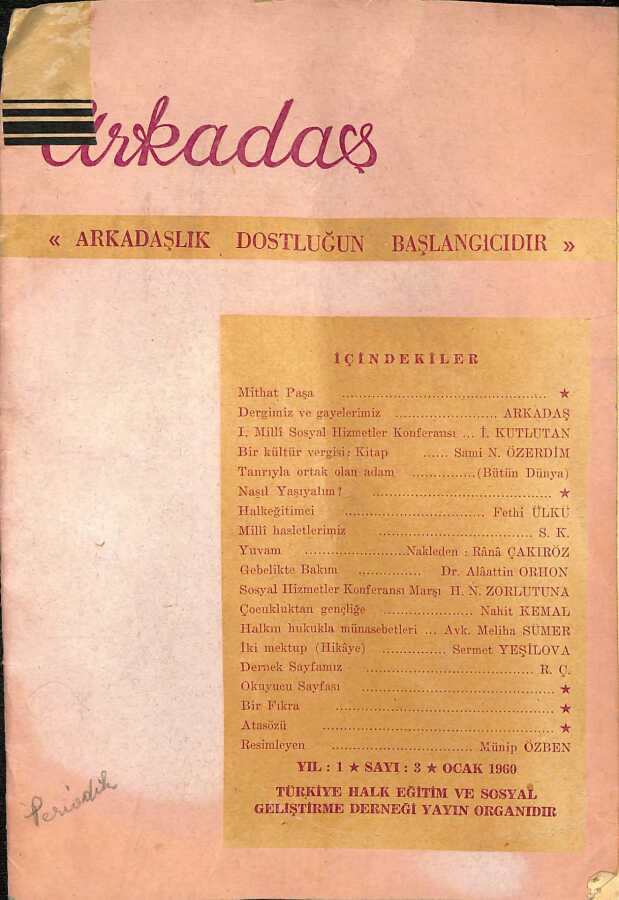 Arkadaş
« ARKADAŞLIK DOSTLUĞUN BAŞLANGICIDIR »
İÇİNDEKİLER
Mithat Paşa ................ ★
Dergimiz ve gayelerimiz ................ ARKADAŞ
I. Millî Sosyal Hizmetler Konferansı ... İ. KUTLUTAN
Bir kültür vergisi: Kitap ...... Sami N. ÖZERDİM
Tanrıyla ortak olan adam ................ (Bütün Dünya)
Nasıl Yaşıyalım? ................ ★
Halkeğitimci ................ Fethi ÜLKÜ
Millî hasletlerimiz ................ S. K.
Yuvam ................ Nakleden : Rânâ ÇAKIRÖZ
Gebelikte Bakım ................ Dr. Alâattin ORHON
Sosyal Hizmetler Konferansı Marşı H. N. ZORLUTUNA
Çocukluktan gençliğe ................ Nahit KEMAL
Halkın hukukla münasebetleri ... Avk. Meliha SÜMER
İki mektup (Hikâye) ................ Sermet YEŞİLOVA
Dernek Sayfamız ................ R. Ç.
Okuyucu Sayfası ................ ★
Bir Fıkra ................ ★
Atasözü ................ ★
Resimleyen ................ Münip ÖZBEN
YIL : 1 ★ SAYI : 3 ★ OCAK 1960
TÜRKİYE HALK EĞİTİM VE SOSYAL
GELİŞTİRME DERNEĞİ YAYIN ORGANIDIR
Periodik